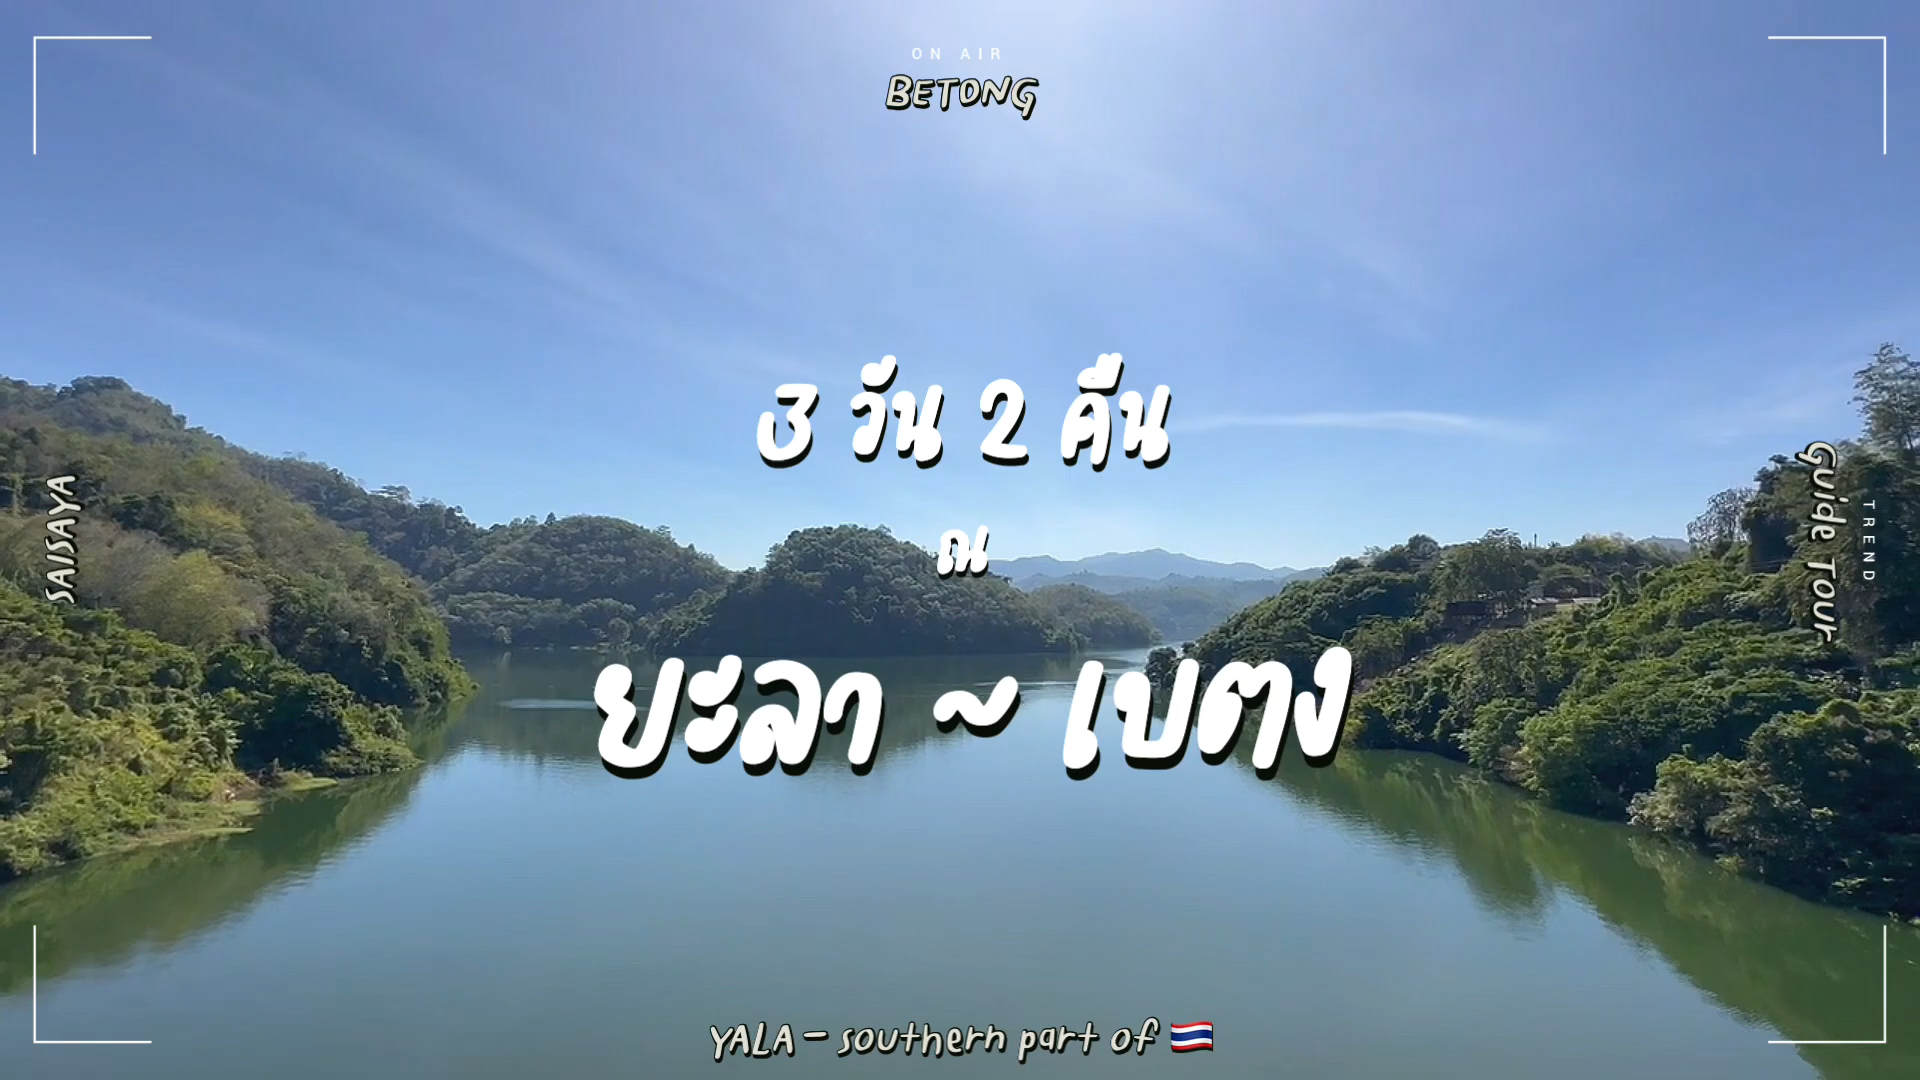 ON AIR
BETONG
3 วัน 2 คืน
ณ
ยะลา ~ เบตง
SAISAYA
Guide Tour
TREND
YALA - southern part of 🇹🇭